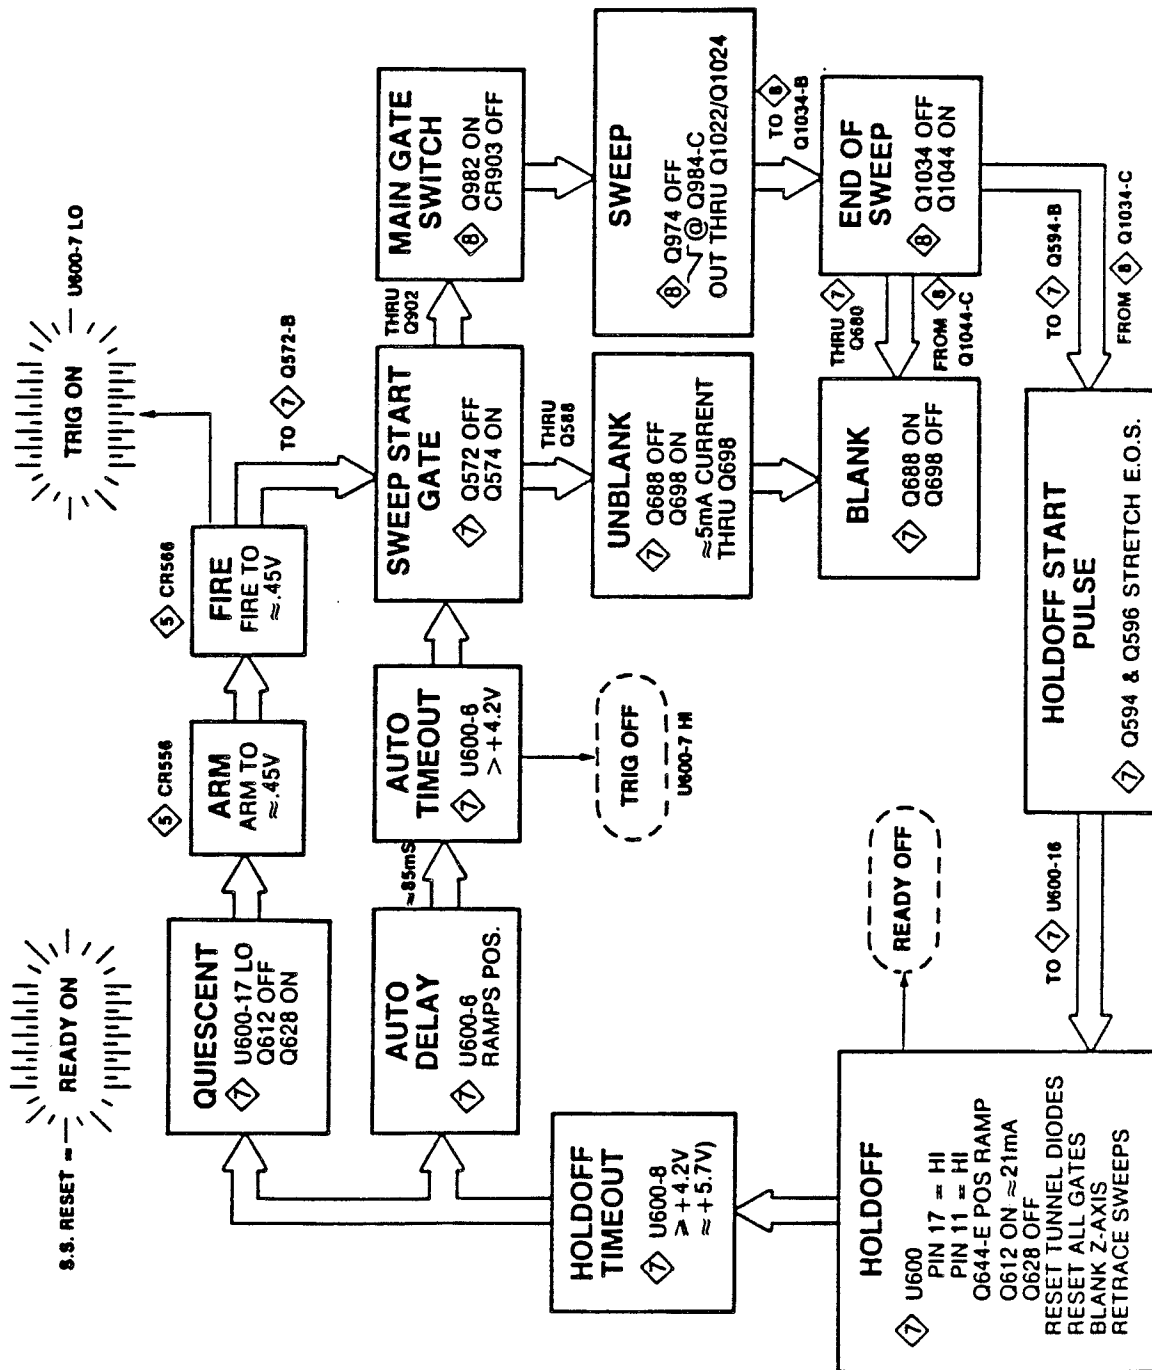 S.S. RESET =
READY ON
TRIG ON
U600-7 LO
QUIESCENT
7 U600-17 LO
Q612 OFF
Q628 ON
5 CR556
ARM
ARM TO
≈.45V
5 CR566
FIRE
FIRE TO
≈.45V
TO 7 Q572-B
AUTO
DELAY
7 U600-6
RAMPS POS.
≈85mS
AUTO
TIMEOUT
7 U600-6
>+4.2V
SWEEP START
GATE
7 Q572 OFF
Q574 ON
THRU
Q902
MAIN GATE
SWITCH
8 Q982 ON
CR903 OFF
TRIG OFF
U600-7 HI
THRU
Q588
HOLDOFF
TIMEOUT
7 U600-8
>+4.2V
≈+5.7V)
UNBLANK
7 Q688 OFF
Q698 ON
≈5mA CURRENT
THRU Q698
SWEEP
8 Q974 OFF
@ Q984-C
OUT THRU Q1022/Q1024
TO 8
Q1034-B
BLANK
7 Q688 ON
Q698 OFF
THRU 7
Q680
FROM 8
Q1044-C
END OF
SWEEP
8 Q1034 OFF
Q1044 ON
READY OFF
HOLDOFF
7 U600
PIN 17 = HI
PIN 11 = HI
Q644-E POS RAMP
Q612 ON ≈21mA
Q628 OFF
RESET TUNNEL DIODES
RESET ALL GATES
BLANK Z-AXIS
RETRACE SWEEPS
TO 7 U600-16
HOLDOFF START
PULSE
7 Q594 & Q596 STRETCH E.O.S.
TO 7 Q594-B
FROM 8 Q1034-C